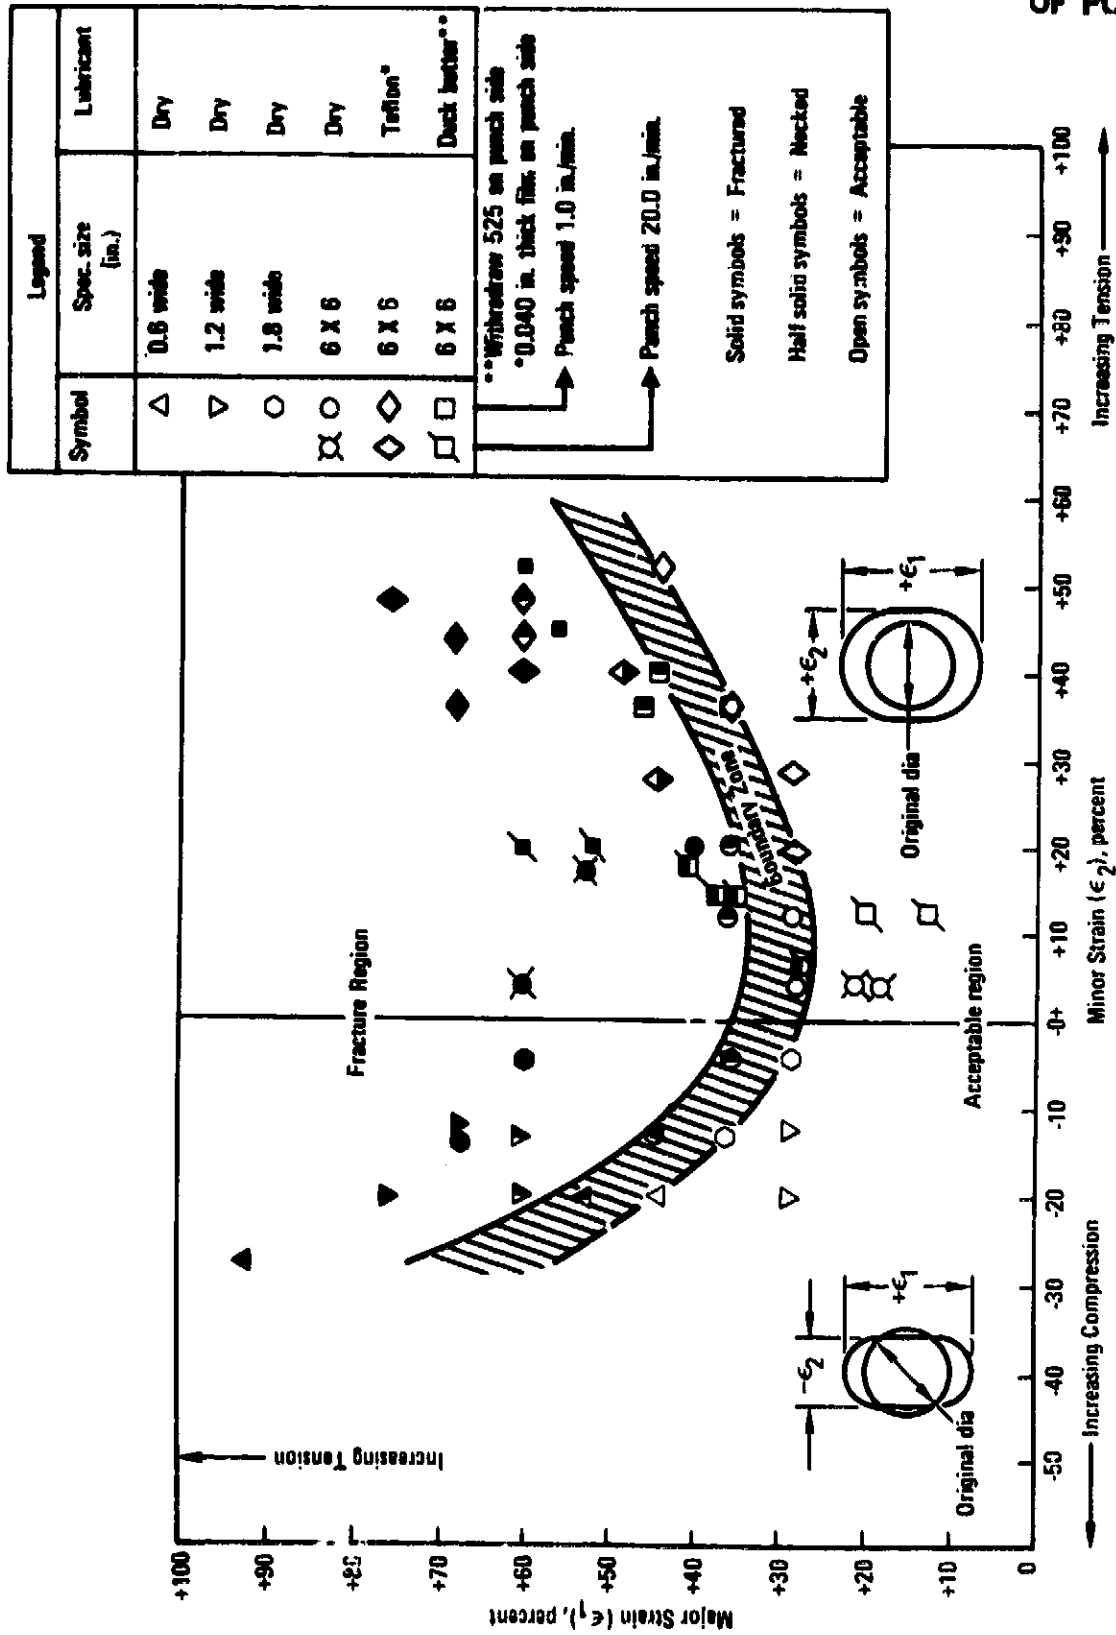 OF PO
Legend
Symbol Spec. size (in.) Lubricant
0.6 wide Dry
1.2 wide Dry
1.8 wide Dry
6 X 6 Dry
6 X 6 Teflon*
6 X 6 Duck butter**
**Withredraw 525 on punch side
*0.040 in. thick film on punch side
Punch speed 1.0 in./min.
Punch speed 20.0 in./min.
Solid symbols = Fractured
Half solid symbols = Necked
Open symbols = Acceptable
Increasing Tension
Fracture Region
Boundary Zone
Acceptable region
-ϵ2
+ϵ1
Original dia
+ϵ2
+ϵ1
Original dia
Major Strain (ϵ1), percent
+100
+90
+80
+70
+60
+50
+40
+30
+20
+10
0
-50 -40 -30 -20 -10 -0+ +10 +20 +30 +40 +50 +60 +70 +80 +90 +100
Increasing Compression Minor Strain (ϵ2), percent Increasing Tension